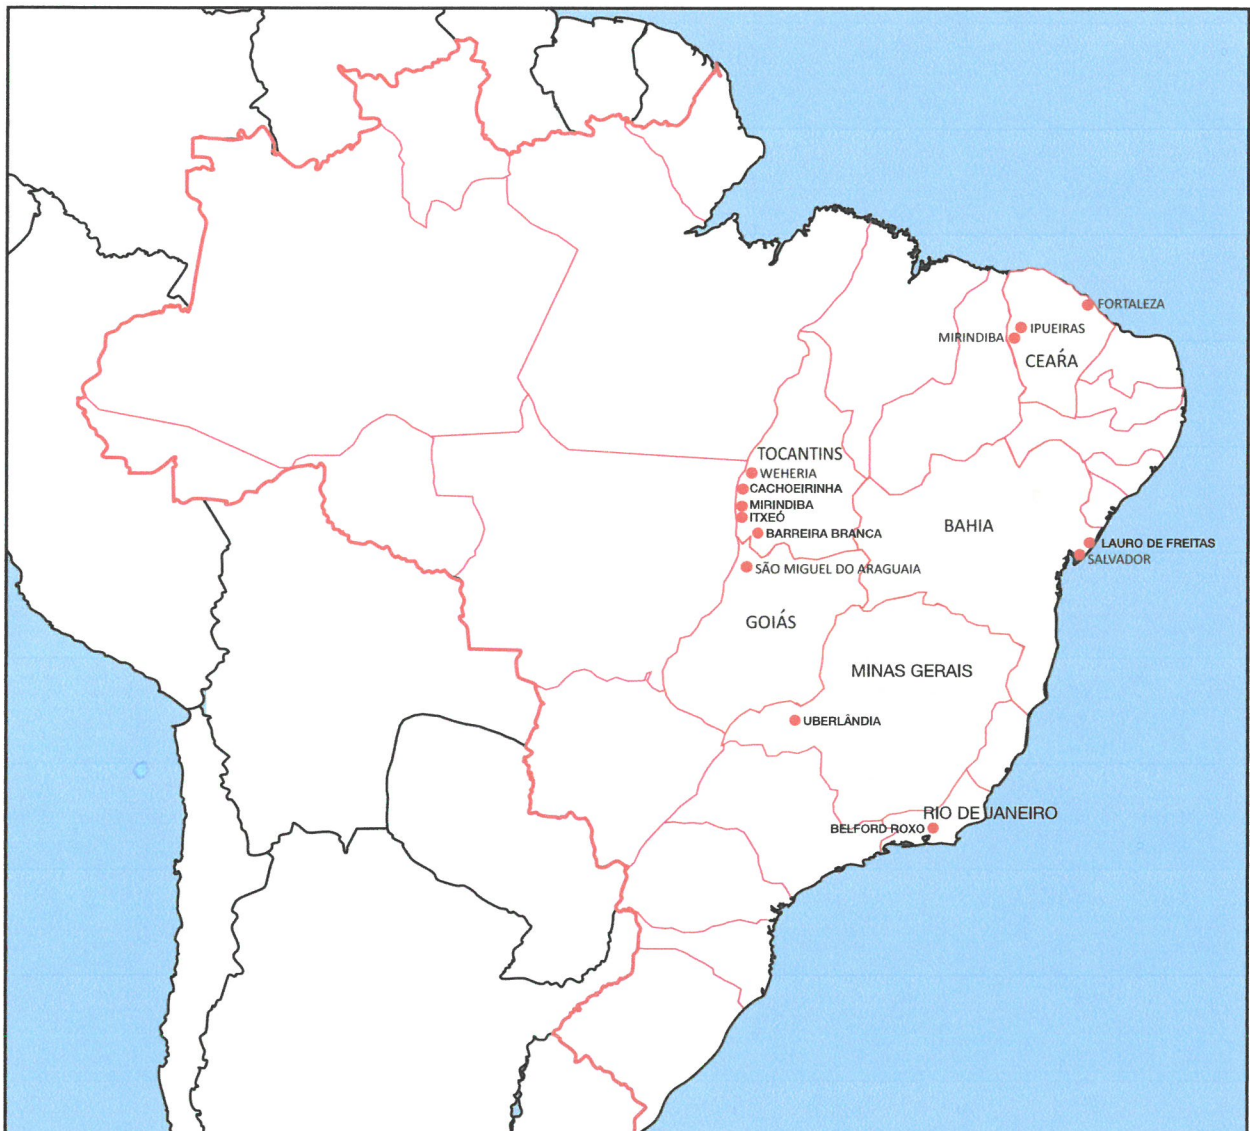 FORTALEZA
IPUEIRAS
MIRINDIBA
CEARÁ
TOCANTINS
WEHERIA
CACHOEIRINHA
MIRINDIBA
ITXEÓ
BARREIRA BRANCA
BAHIA
LAURO DE FREITAS
SALVADOR
SÃO MIGUEL DO ARAGUAIA
GOIÁS
MINAS GERAIS
UBERLÂNDIA
RIO DE JANEIRO
BELFORD ROXO